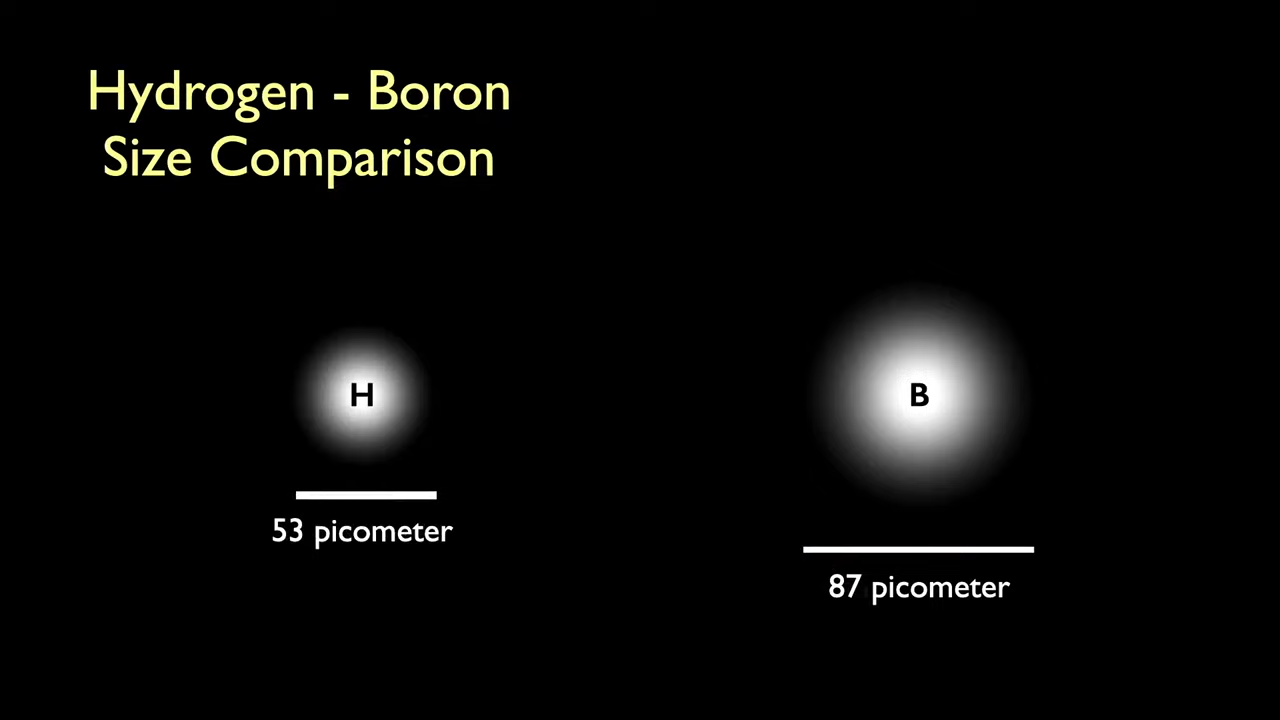 Hydrogen - Boron
Size Comparison
H
B
53 picometer
87 picometer